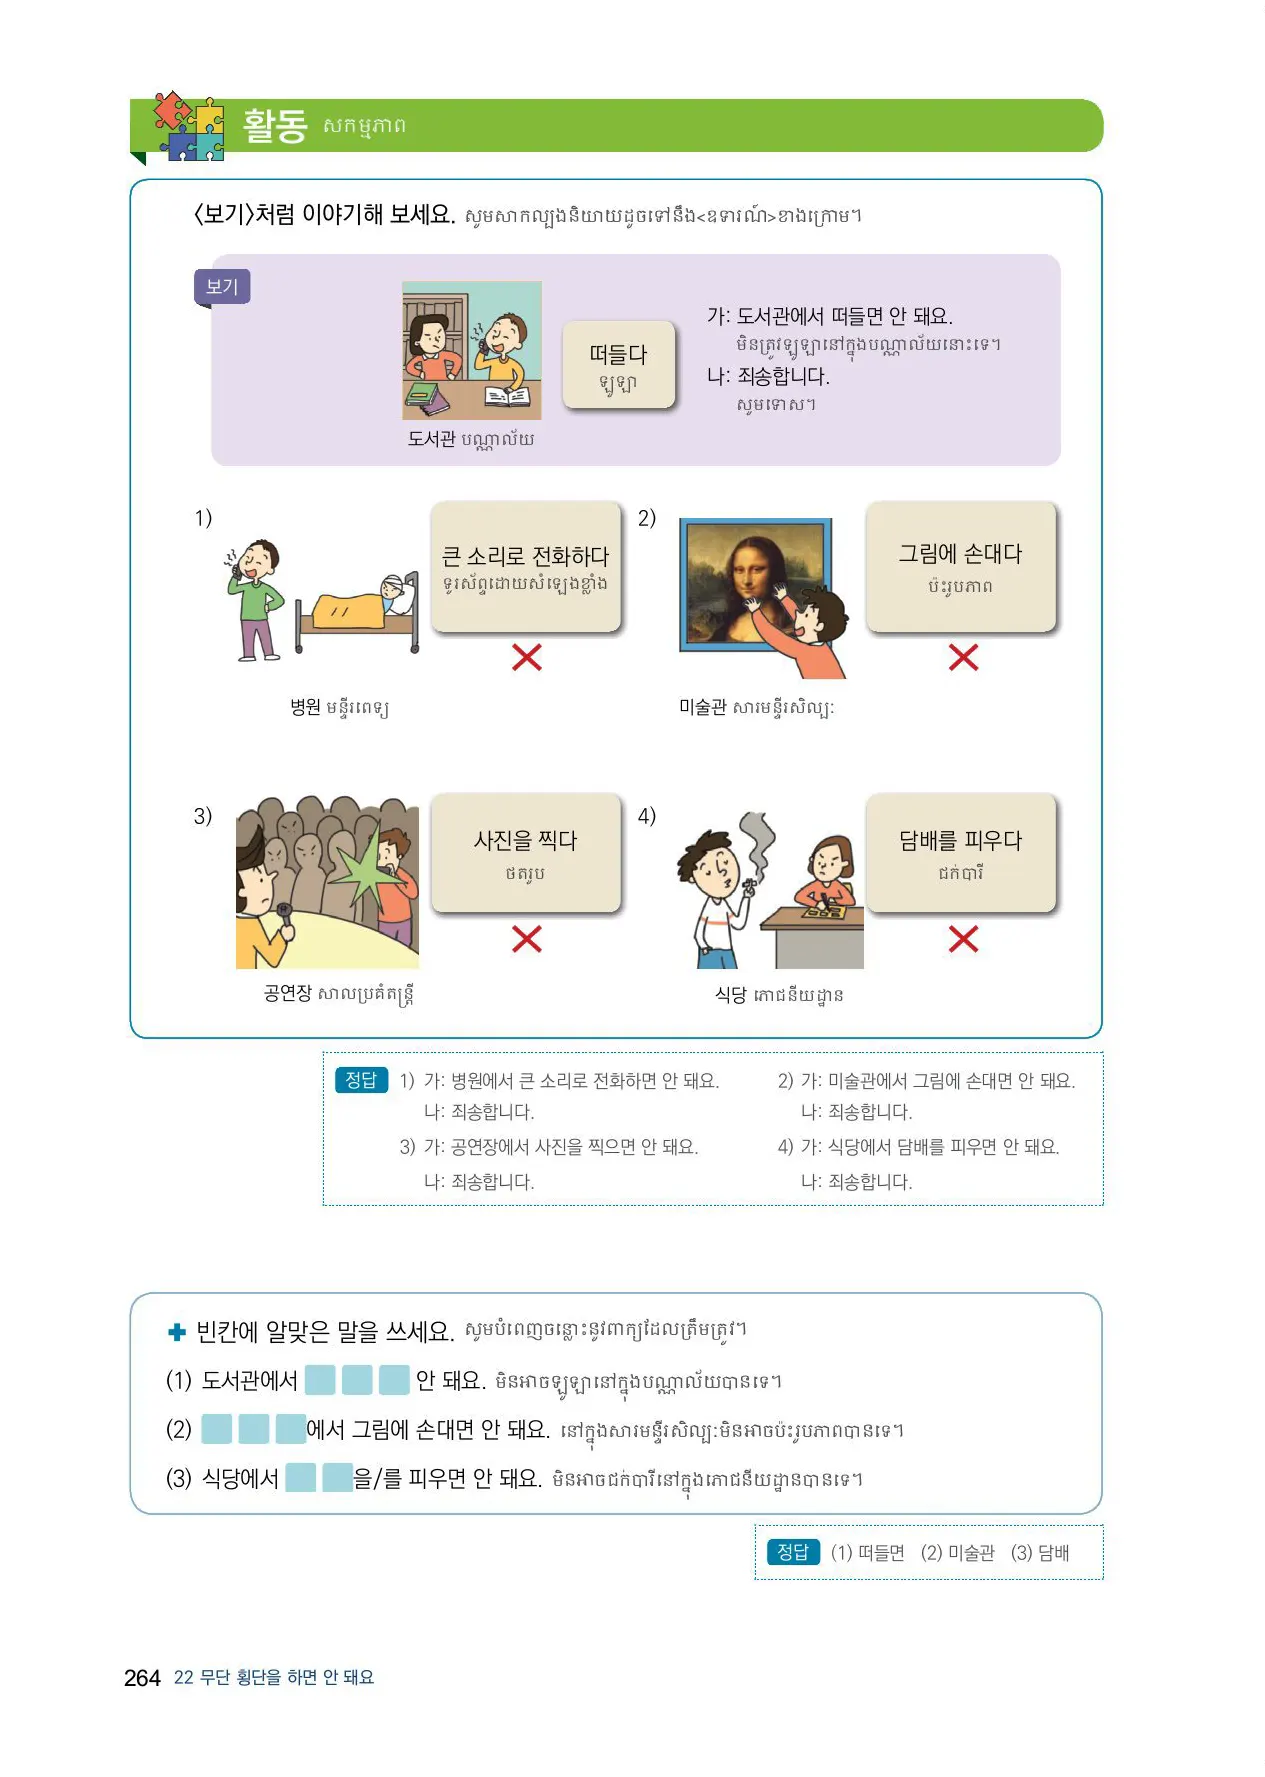 활동 សកម្មភាព
<보기>처럼 이야기해 보세요. សូមសាកល្បងនិយាយដូចទៅនឹង<ឧទារណ៍>ខាងក្រោម។
보기
떠들다
ឡូឡា
도서관 បណ្ណាល័យ
가: 도서관에서 떠들면 안 돼요.
មិនត្រូវឡូឡានៅក្នុងបណ្ណាល័យនោះទេ។
나: 죄송합니다.
សូមទោស។
1)
큰 소리로 전화하다
ទូរស័ព្ទដោយសំឡេងខ្លាំង
병원 មន្ទីរពេទ្យ
2)
그림에 손대다
ប៉ះរូបភាព
미술관 សារមន្ទីរសិល្បៈ
3)
사진을 찍다
ថតរូប
공연장 សាលប្រគំតន្ត្រី
4)
담배를 피우다
ជក់បារី
식당 ភោជនីយដ្ឋាន
정답
1) 가: 병원에서 큰 소리로 전화하면 안 돼요.
나: 죄송합니다.
2) 가: 미술관에서 그림에 손대면 안 돼요.
나: 죄송합니다.
3) 가: 공연장에서 사진을 찍으면 안 돼요.
나: 죄송합니다.
4) 가: 식당에서 담배를 피우면 안 돼요.
나: 죄송합니다.
빈칸에 알맞은 말을 쓰세요. សូមបំពេញចន្លោះនូវពាក្យដែលត្រឹមត្រូវ។
(1) 도서관에서 안 돼요. មិនអាចឡូឡានៅក្នុងបណ្ណាល័យបានទេ។
(2) 에서 그림에 손대면 안 돼요. នៅក្នុងសារមន្ទីរសិល្បៈមិនអាចប៉ះរូបភាពបានទេ។
(3) 식당에서 을/를 피우면 안 돼요. មិនអាចជក់បារីនៅក្នុងភោជនីយដ្ឋានបានទេ។
정답 (1) 떠들면 (2) 미술관 (3) 담배
264 22 무단 횡단을 하면 안 돼요